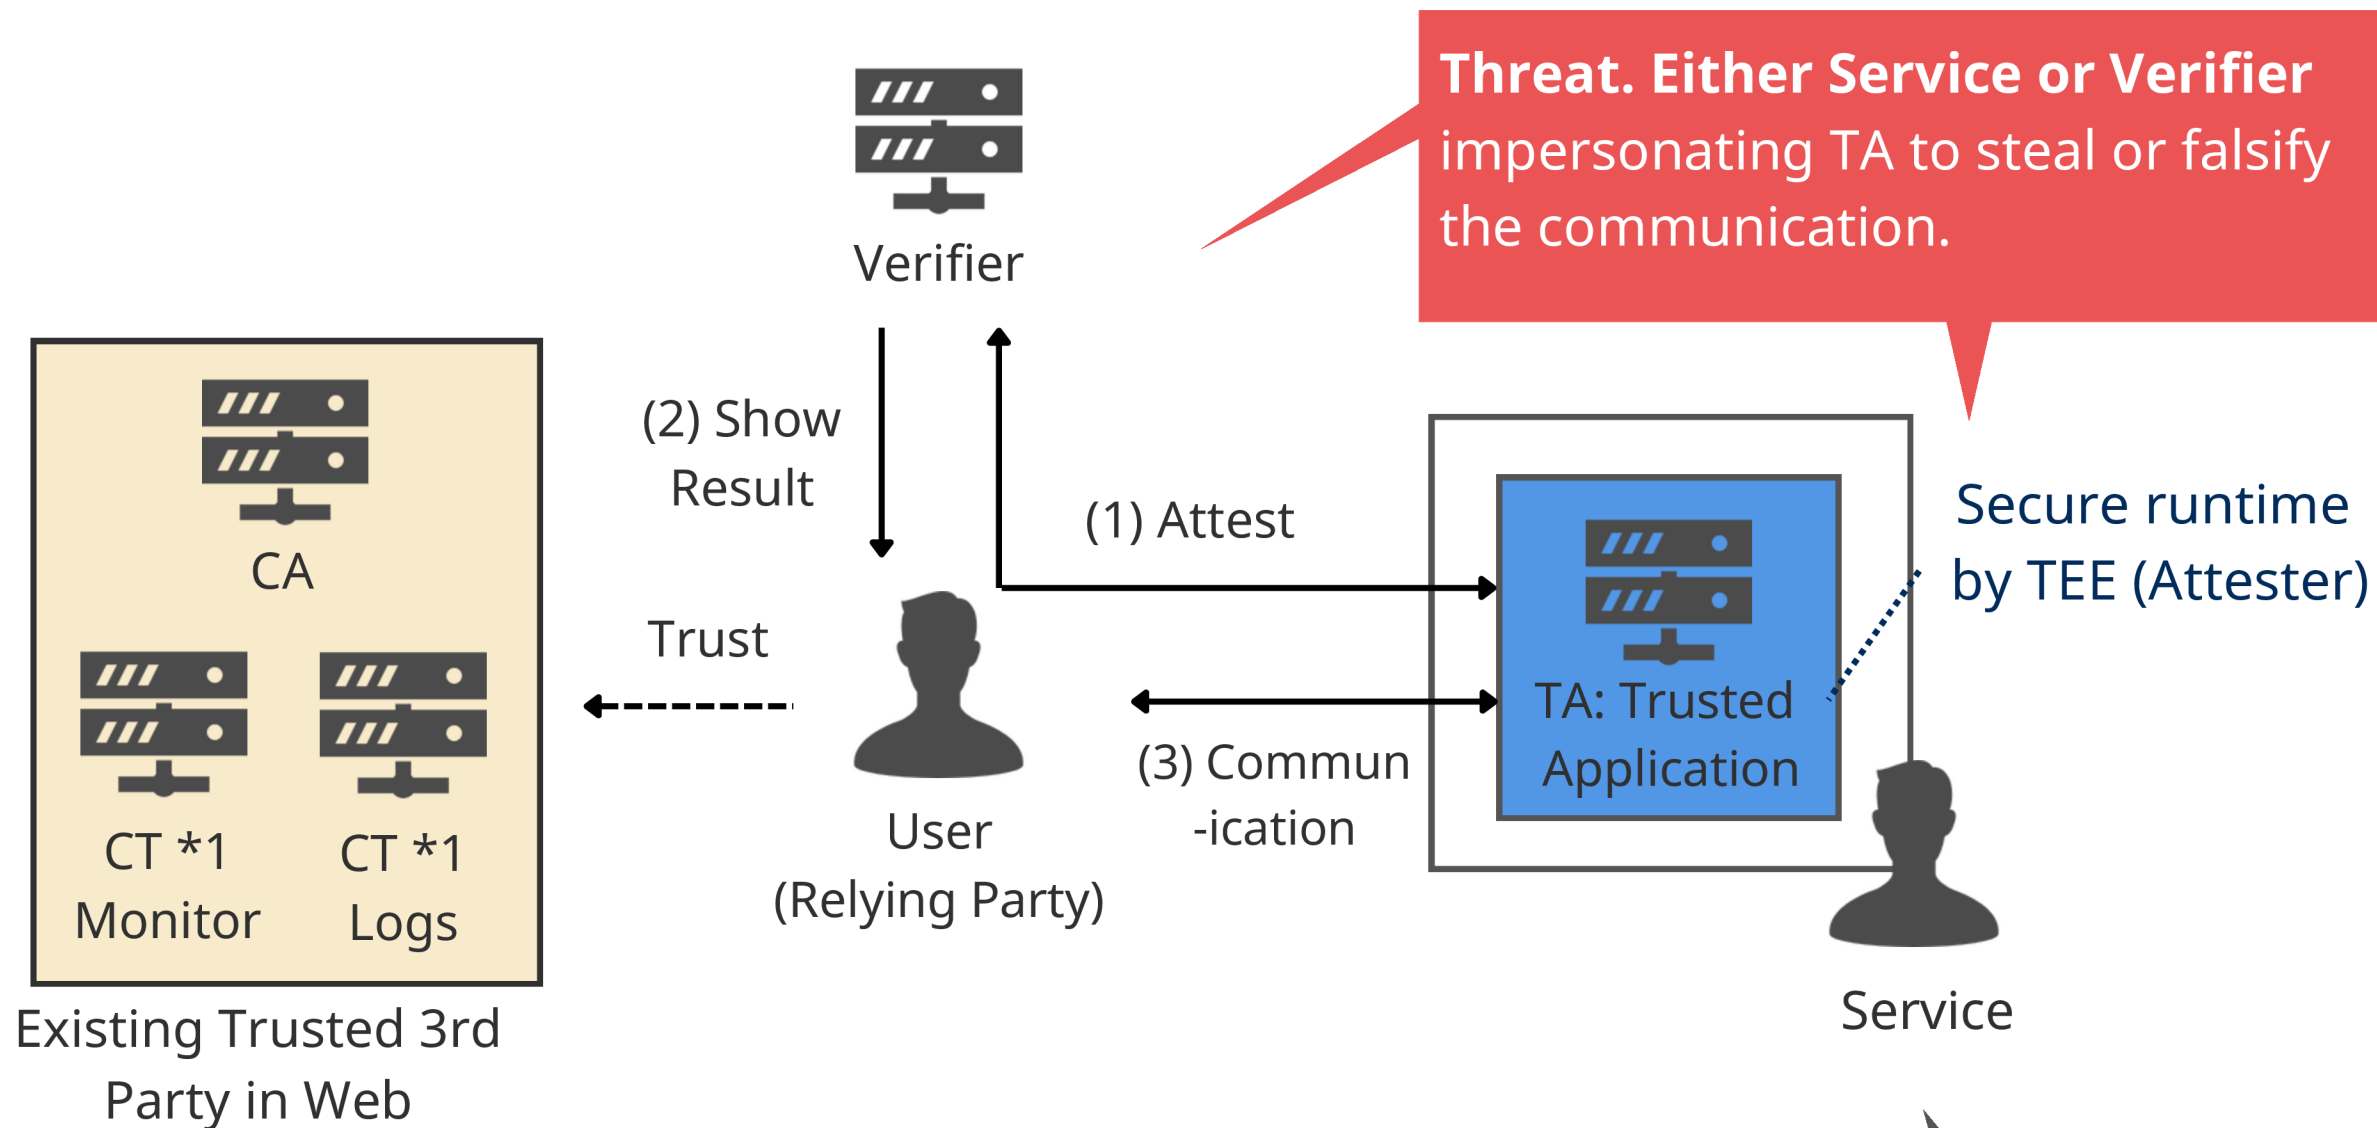 Threat. Either Service or Verifier
impersonating TA to steal or falsify
the communication.
Verifier
(2) Show
Result
(1) Attest
Secure runtime
by TEE (Attester)
CA
Trust
TA: Trusted
Application
(3) Commun
-ication
CT *1
Monitor
CT *1
Logs
User
(Relying Party)
Service
Existing Trusted 3rd
Party in Web